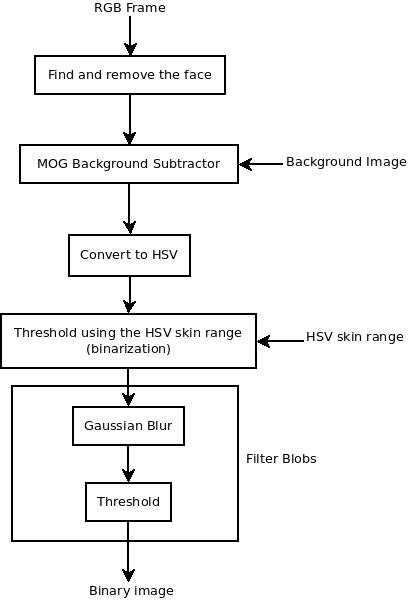 RGB Frame
Find and remove the face
MOG Background Subtractor
Background Image
Convert to HSV
Threshold using the HSV skin range
(binarization)
HSV skin range
Gaussian Blur
Filter Blobs
Threshold
Binary image